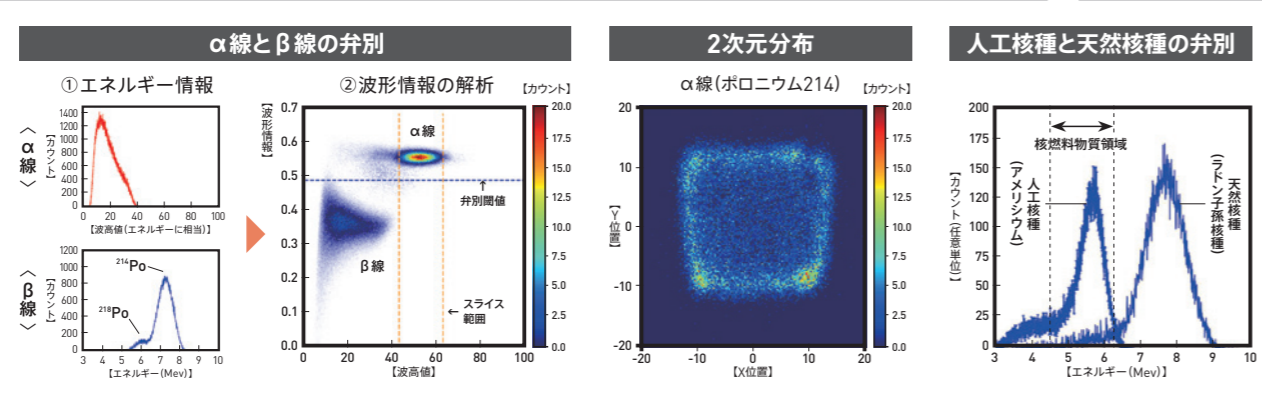 α線とβ線の弁別
①エネルギー情報
〈α線〉
【カウント】
1400
1200
1000
800
600
400
200
0
0 20 40 60 80 100
【波高値(エネルギーに相当)】
〈β線〉
【カウント】
1200
1000
800
600
400
200
0
214Po
218Po
3 4 5 6 7 8 9 10
【エネルギー(Mev)】
②波形情報の解析
【波形情報】
【カウント】
0.7
0.6
0.5
0.4
0.3
0.2
0.1
0.0
α線
↑
弁別閾値
β線
← スライス
範囲
0 20 40 60 80 100
【波高値】
20.0
17.5
15.0
12.5
10.0
7.5
5.0
2.5
0.0
2次元分布
α線(ポロニウム214)
【カウント】
【Y位置】
20
10
0
-10
-20
-20 -10 0 10 20
【X位置】
20.0
17.5
15.0
12.5
10.0
7.5
5.0
2.5
0.0
人工核種と天然核種の弁別
【カウント(任意単位)】
200
175
150
125
100
75
50
25
0
核燃料物質領域
人工核種
(アメリシウム)
天然核種
(ラドン子孫核種)
3 4 5 6 7 8 9 10
【エネルギー(Mev)】